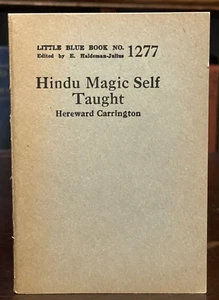 LITTLE BLUE BOOK NO. 1277
Edited by E. Haldeman-Julius
Hindu Magic Self
Taught
Hereward Carrington